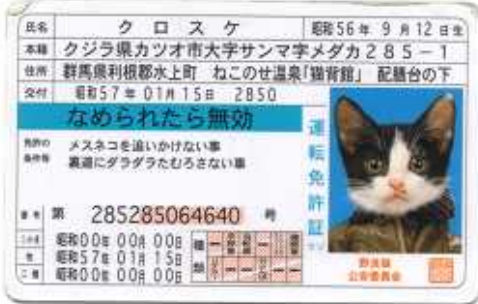 氏名 クロスケ 昭和56年 9月12日生
本籍 クジラ県カツオ市大字サンマ字メダカ285-1
住所 群馬県利根郡水上町 ねこのせ温泉「猫背館」 配膳台の下
交付 昭和57年 01月15日 2850
なめられたら無効
免許の条件等
メスネコを追いかけない事
裏道にダラダラたむろさない事
番号 第 285285064640 号
昭和00年 00月 00日
昭和57年 01月 15日
昭和00年 00月 00日
種類
運転免許証
公安委員会